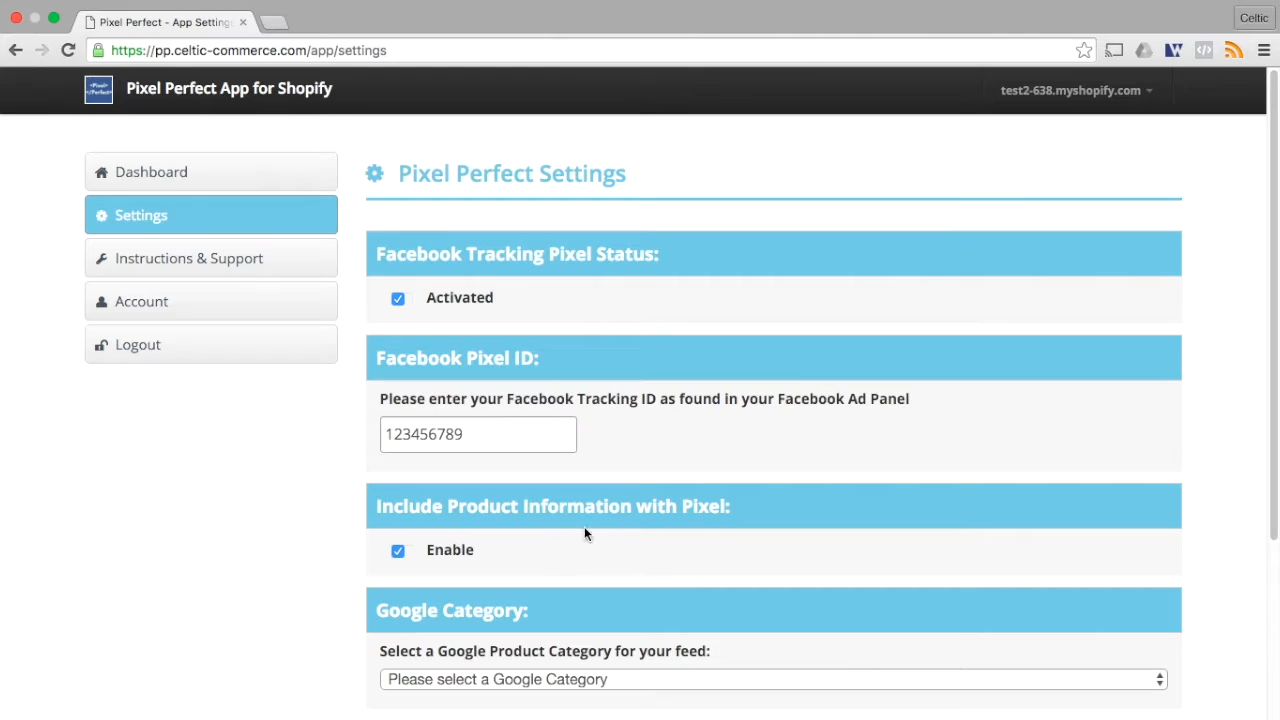 Pixel Perfect - App Setting
Celtic
https://pp.celtic-commerce.com/app/settings
Pixel Perfect App for Shopify
test2-638.myshopify.com
Dashboard
Settings
Instructions & Support
Account
Logout
Pixel Perfect Settings
Facebook Tracking Pixel Status:
Activated
Facebook Pixel ID:
Please enter your Facebook Tracking ID as found in your Facebook Ad Panel
123456789
Include Product Information with Pixel:
Enable
Google Category:
Select a Google Product Category for your feed:
Please select a Google Category